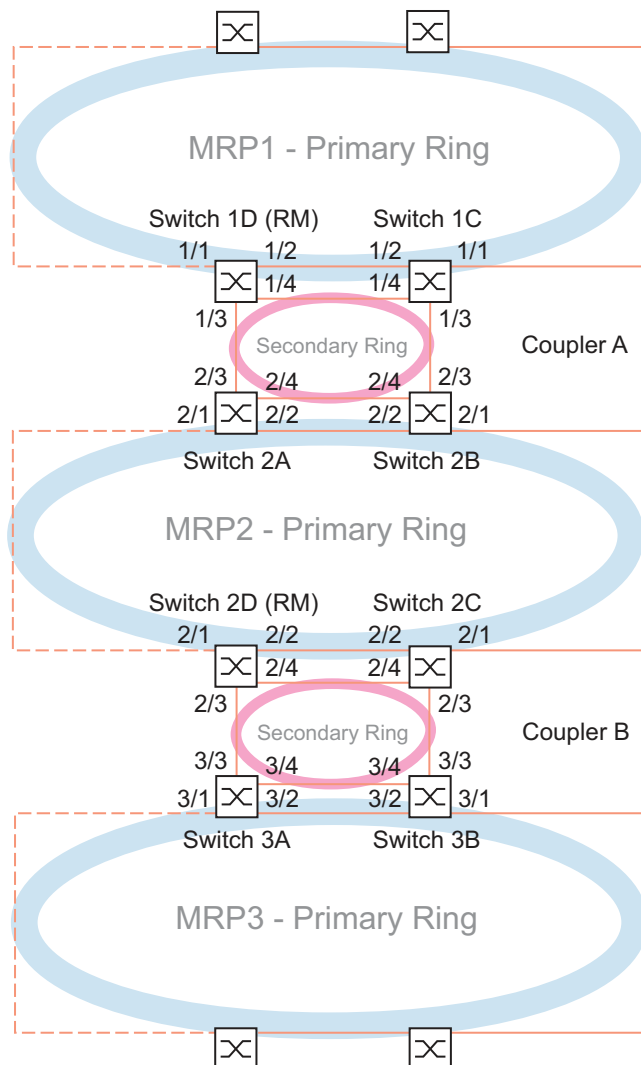 MRP1 - Primary Ring
Switch 1D (RM) Switch 1C
1/1 1/2 1/2 1/1
1/4 1/4
1/3 1/3
Secondary Ring Coupler A
2/3 2/4 2/4 2/3
2/1 2/2 2/2 2/1
Switch 2A Switch 2B
MRP2 - Primary Ring
Switch 2D (RM) Switch 2C
2/1 2/2 2/2 2/1
2/4 2/4
2/3 2/3
Secondary Ring Coupler B
3/3 3/4 3/4 3/3
3/1 3/2 3/2 3/1
Switch 3A Switch 3B
MRP3 - Primary Ring